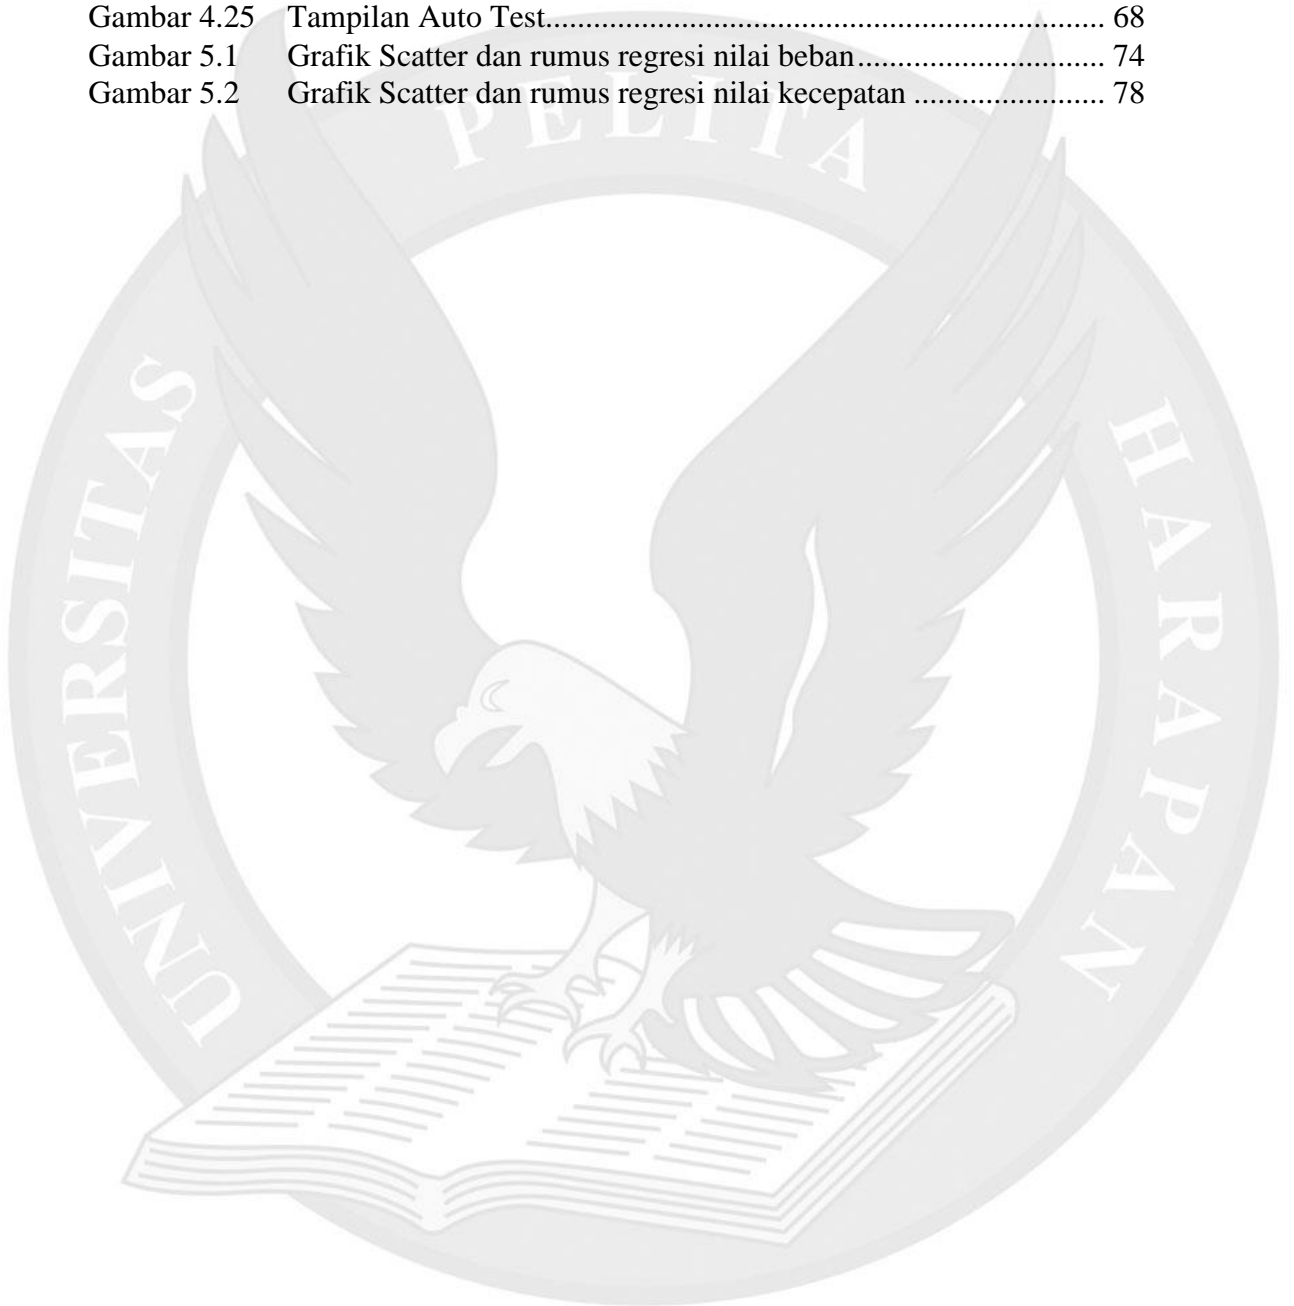 Gambar 4.25 Tampilan Auto Test....................................................................... 68
Gambar 5.1 Grafik Scatter dan rumus regresi nilai beban............................... 74
Gambar 5.2 Grafik Scatter dan rumus regresi nilai kecepatan ........................ 78
UNIVERSITAS PELITA HARAPAN